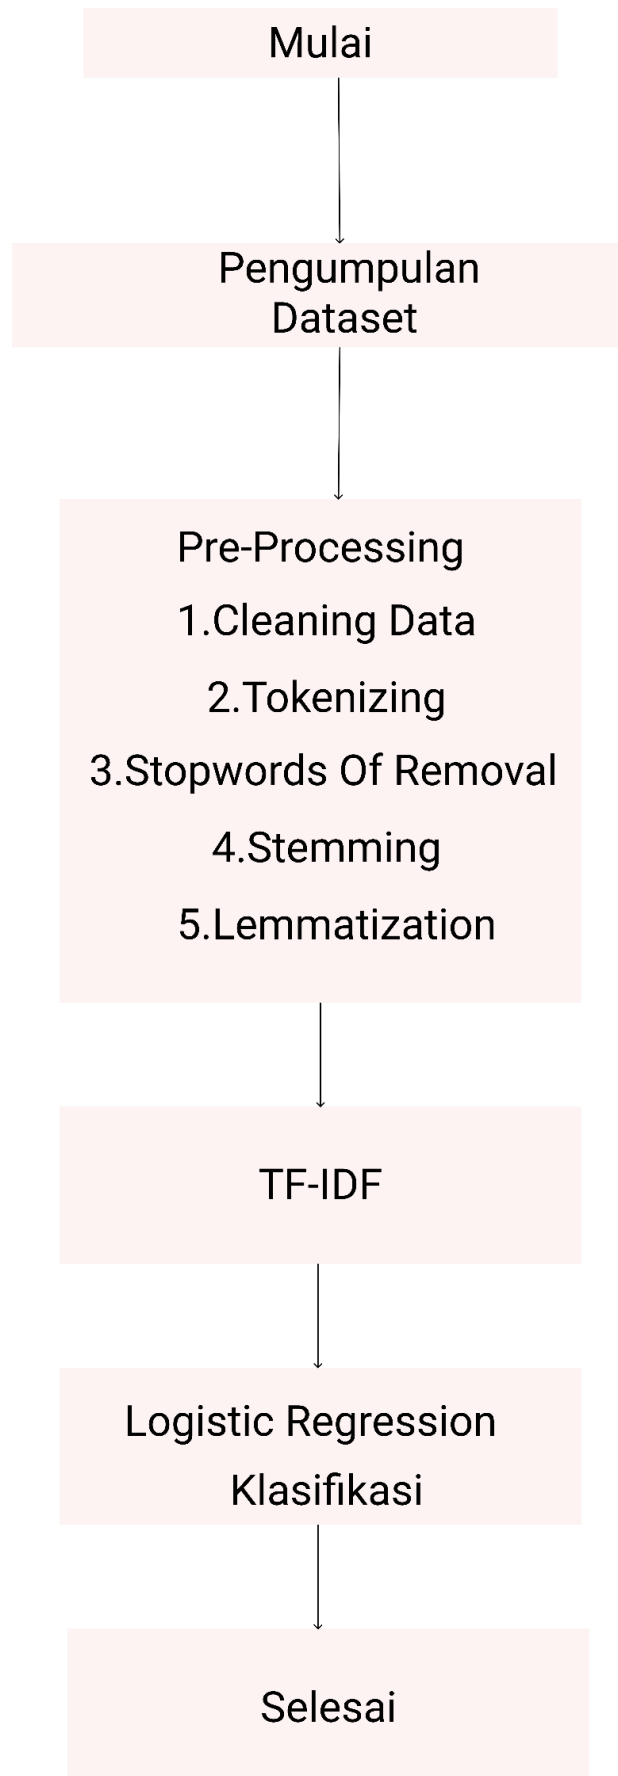 Mulai
Pengumpulan
Dataset
Pre-Processing
1.Cleaning Data
2.Tokenizing
3.Stopwords Of Removal
4.Stemming
5.Lemmatization
TF-IDF
Logistic Regression
Klasifikasi
Selesai